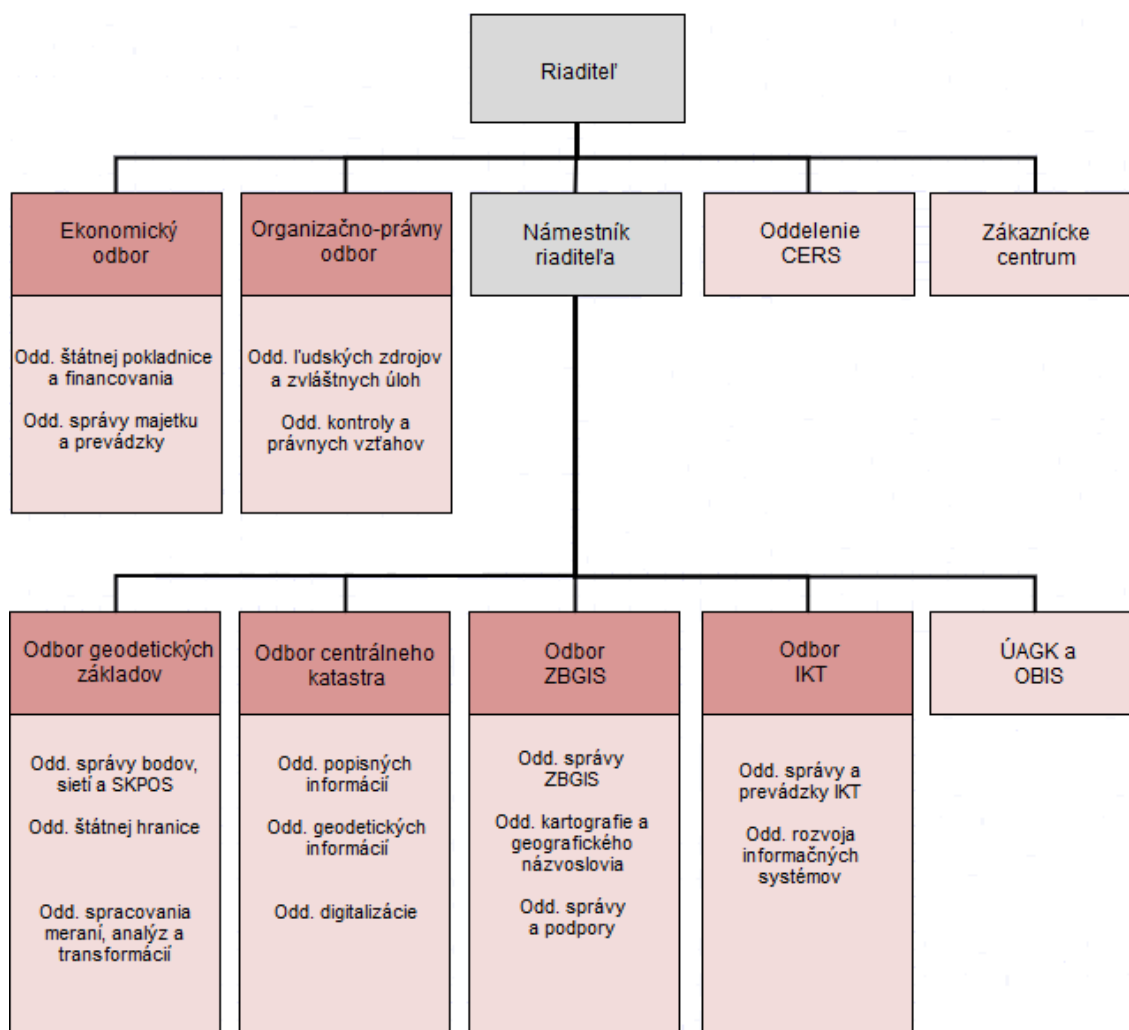 Riaditeľ
Ekonomický
odbor
Odd. štátnej pokladnice
a financovania
Odd. správy majetku
a prevádzky
Organizačno-právny
odbor
Odd. ľudských zdrojov
a zvláštnych úloh
Odd. kontroly a
právnych vzťahov
Námestník
riaditeľa
Oddelenie
CERS
Zákaznícke
centrum
Odbor geodetických
základov
Odd. správy bodov,
sietí a SKPOS
Odd. štátnej hranice
Odd. spracovania
meraní, analýz a
transformácií
Odbor centrálneho
katastra
Odd. popisných
informácií
Odd. geodetických
informácií
Odd. digitalizácie
Odbor
ZBGIS
Odd. správy
ZBGIS
Odd. kartografie a
geografického
názvoslovia
Odd. správy
a podpory
Odbor
IKT
Odd. správy a
prevádzky IKT
Odd. rozvoja
informačných
systémov
ÚAGK a
OBIS